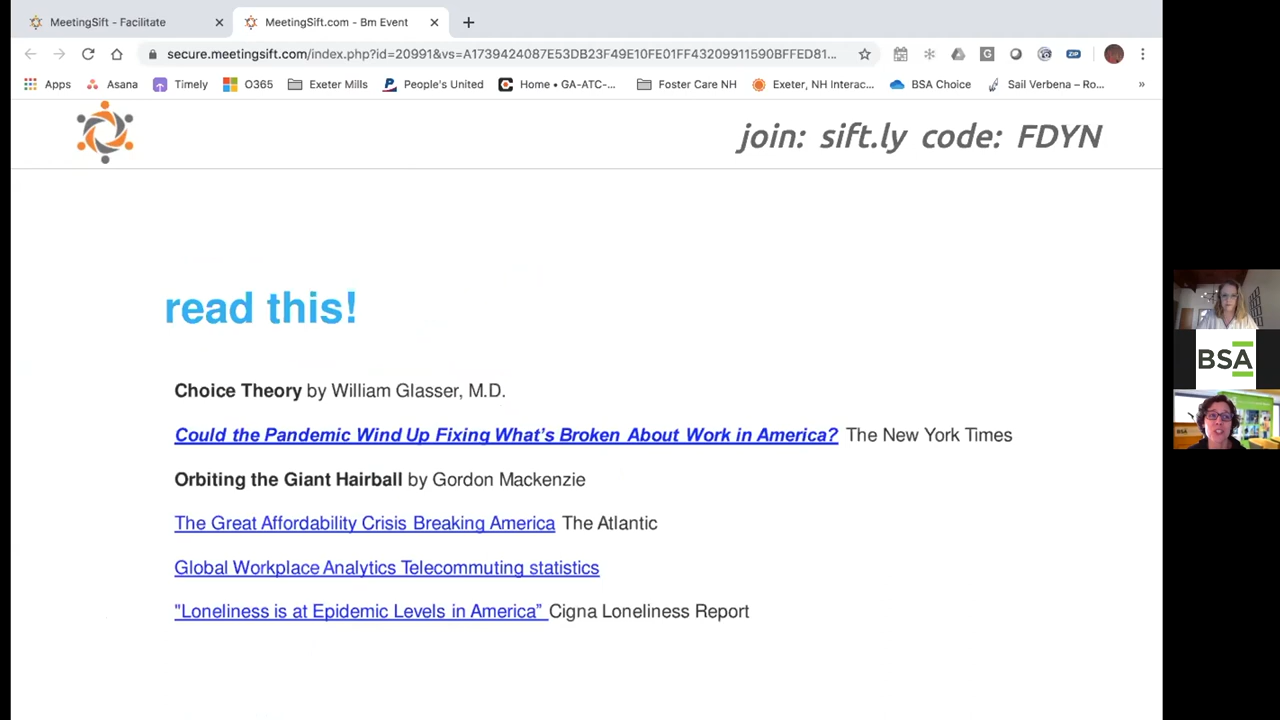 MeetingSift - Facilitate
MeetingSift.com - Bm Event
secure.meetingsift.com/index.php?id=20991&vs=A1739424087E53DB23F49E10FE01FF43209911590BFFED81...
ZIP
Apps Asana Timely O365 Exeter Mills People's United Home • GA-ATC-... Foster Care NH Exeter, NH Interac... BSA Choice Sail Verbena – Ro... »
join: sift.ly code: FDYN
read this!
Choice Theory by William Glasser, M.D.
Could the Pandemic Wind Up Fixing What’s Broken About Work in America? The New York Times
Orbiting the Giant Hairball by Gordon Mackenzie
The Great Affordability Crisis Breaking America The Atlantic
Global Workplace Analytics Telecommuting statistics
"Loneliness is at Epidemic Levels in America” Cigna Loneliness Report
BSA
BSA